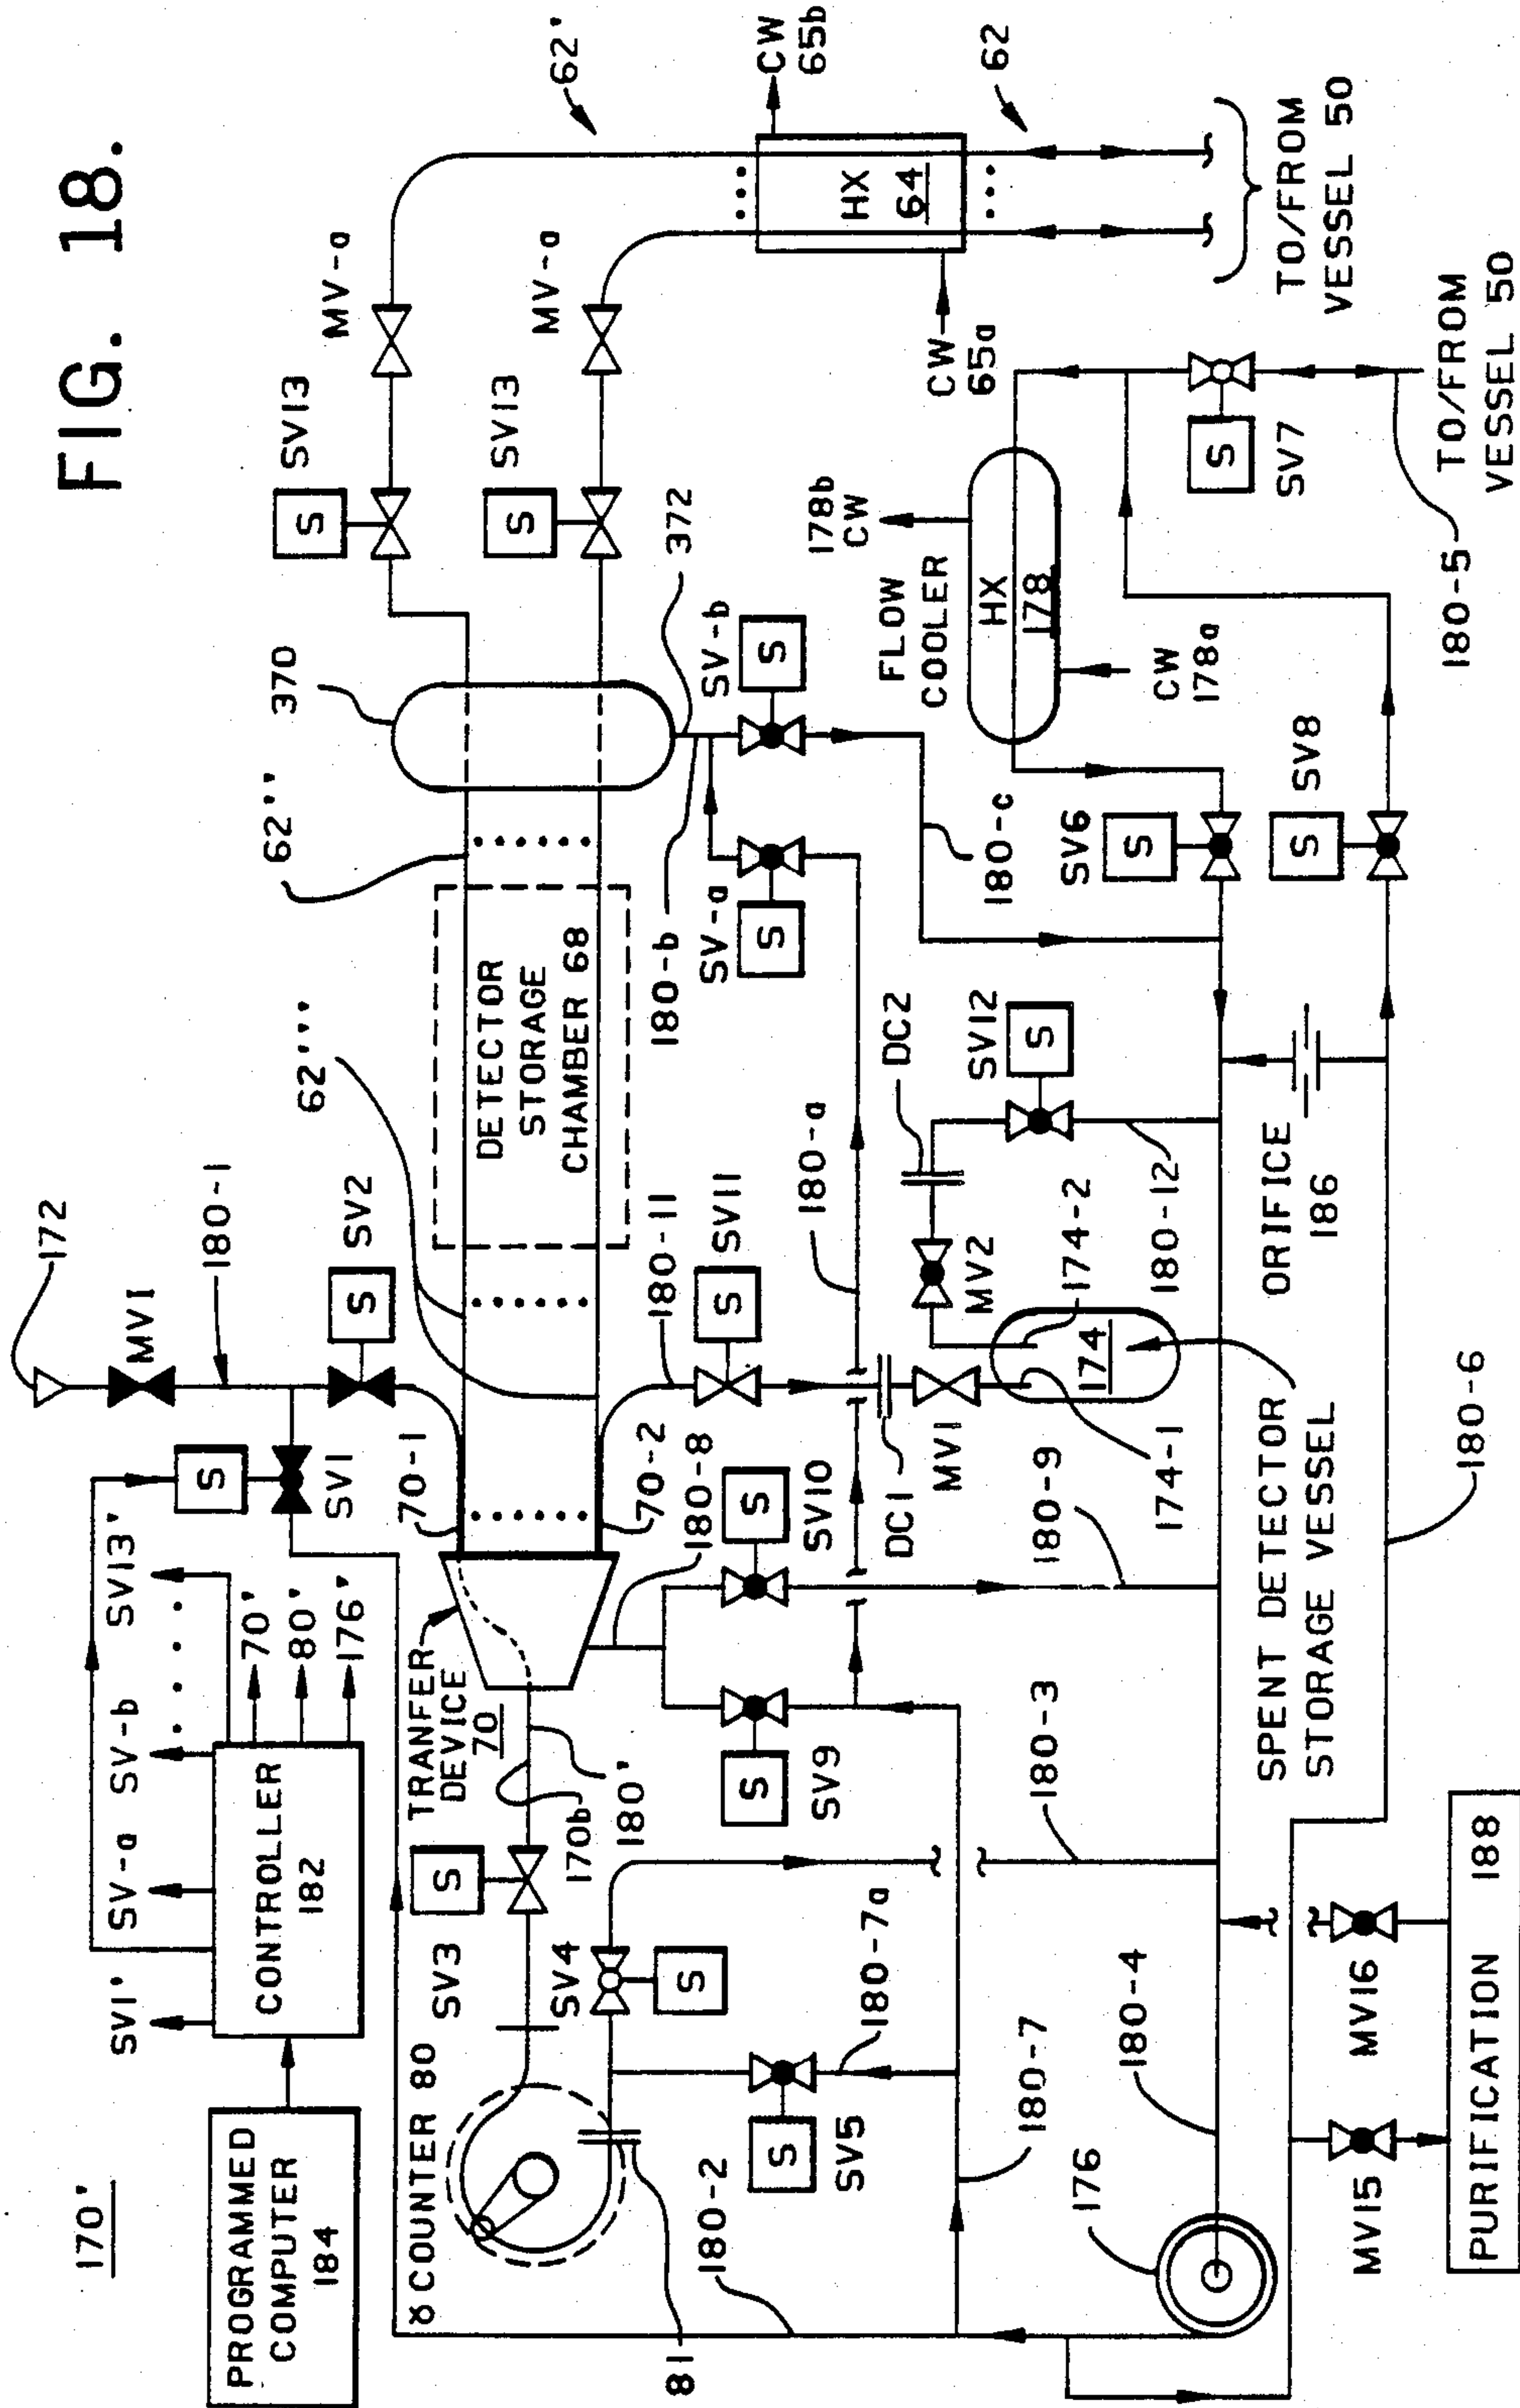 FIG. 18.
170'
PROGRAMMED
COMPUTER
184
CONTROLLER
182
SV1'
SV-a
SV-b
SV13'
70'
80'
176'
172
MV1
180-1
SV1
S
SV2
S
70-1
70-2
62'''
DETECTOR
STORAGE
CHAMBER 68
62''
370
SV13
S
SV13
S
MV-a
MV-a
62'
CW
65b
HX
64
CW
65a
62
TO/FROM
VESSEL 50
γ COUNTER 80
81
SV3
S
SV4
S
170b
180'
TRANFER
DEVICE
70
180-8
SV9
S
SV10
S
180-11
SV11
S
180-b
SV-a
S
SV-b
S
372
180-a
180-c
FLOW
COOLER
178b
CW
HX
178
CW
178a
SV7
S
180-5
TO/FROM
VESSEL 50
SV6
S
SV8
S
DC1
MV1
174-1
174
174-2
MV2
DC2
SV12
S
180-12
ORIFICE
186
SPENT DETECTOR
STORAGE VESSEL
180-9
180-3
180-7a
SV5
S
180-7
180-2
176
180-4
180-6
MV15
MV16
PURIFICATION 188